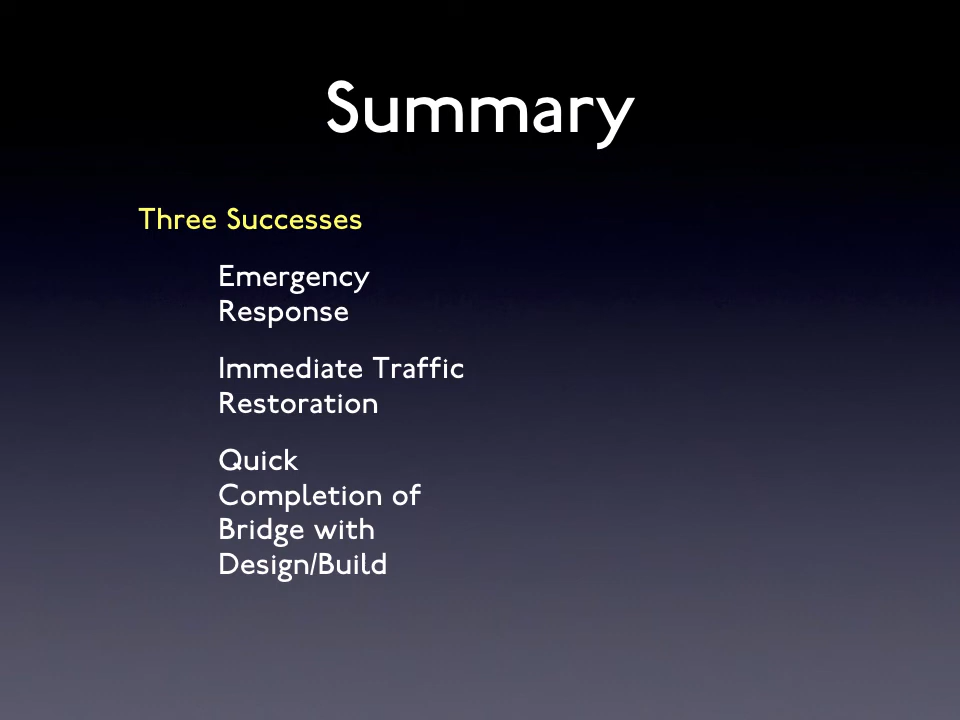 Summary
Three Successes
Emergency
Response
Immediate Traffic
Restoration
Quick
Completion of
Bridge with
Design/Build